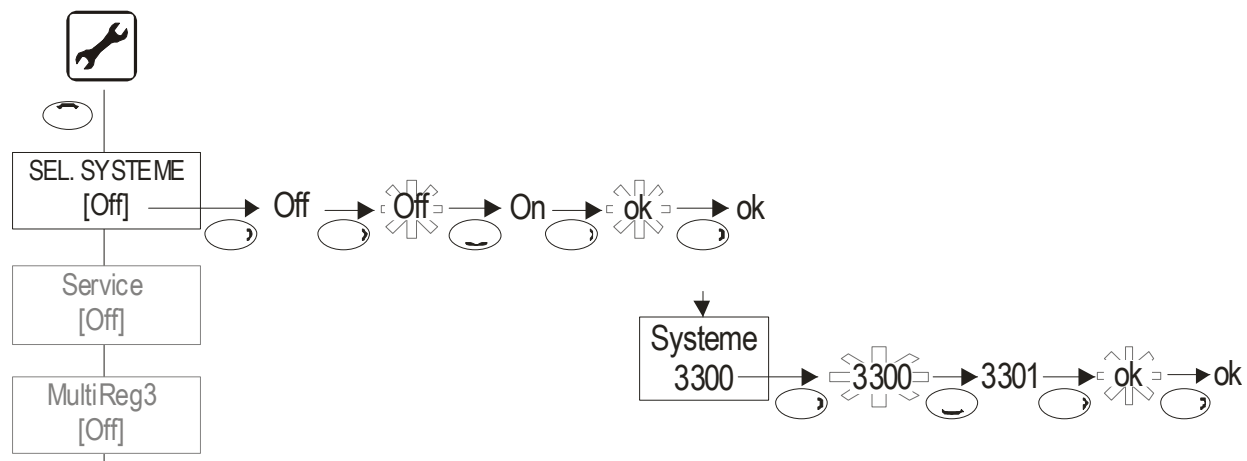 SEL. SYSTEME
[Off]
Off
Off
On
ok
ok
Service
[Off]
Systeme
3300
3300
3301
ok
ok
MultiReg3
[Off]